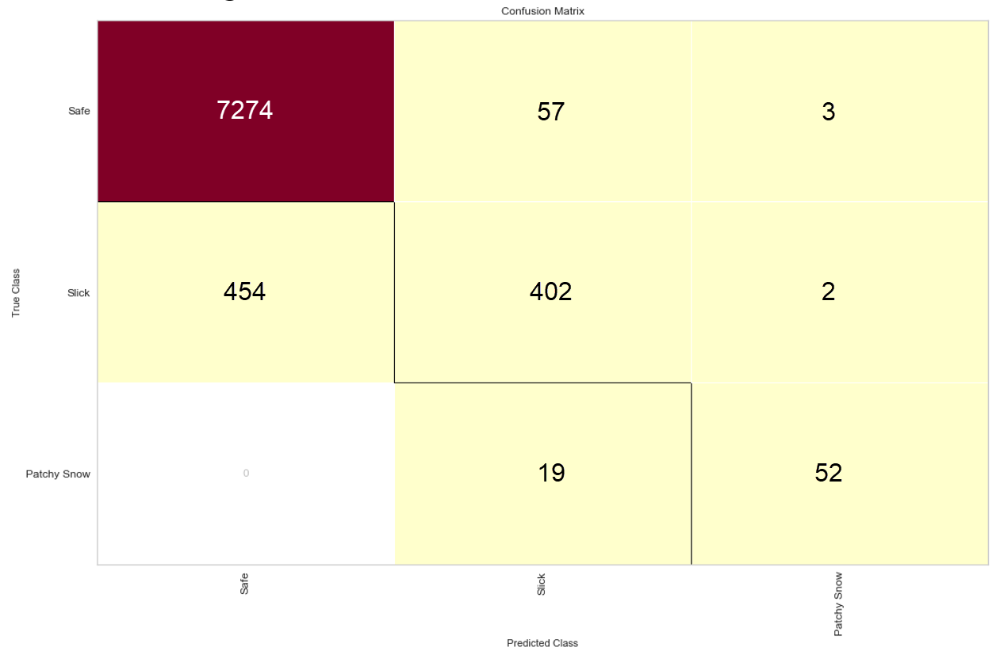 Confusion Matrix
Safe
7274
57
3
Slick
454
402
2
Patchy Snow
0
19
52
Safe
Slick
Patchy Snow
True Class
Predicted Class